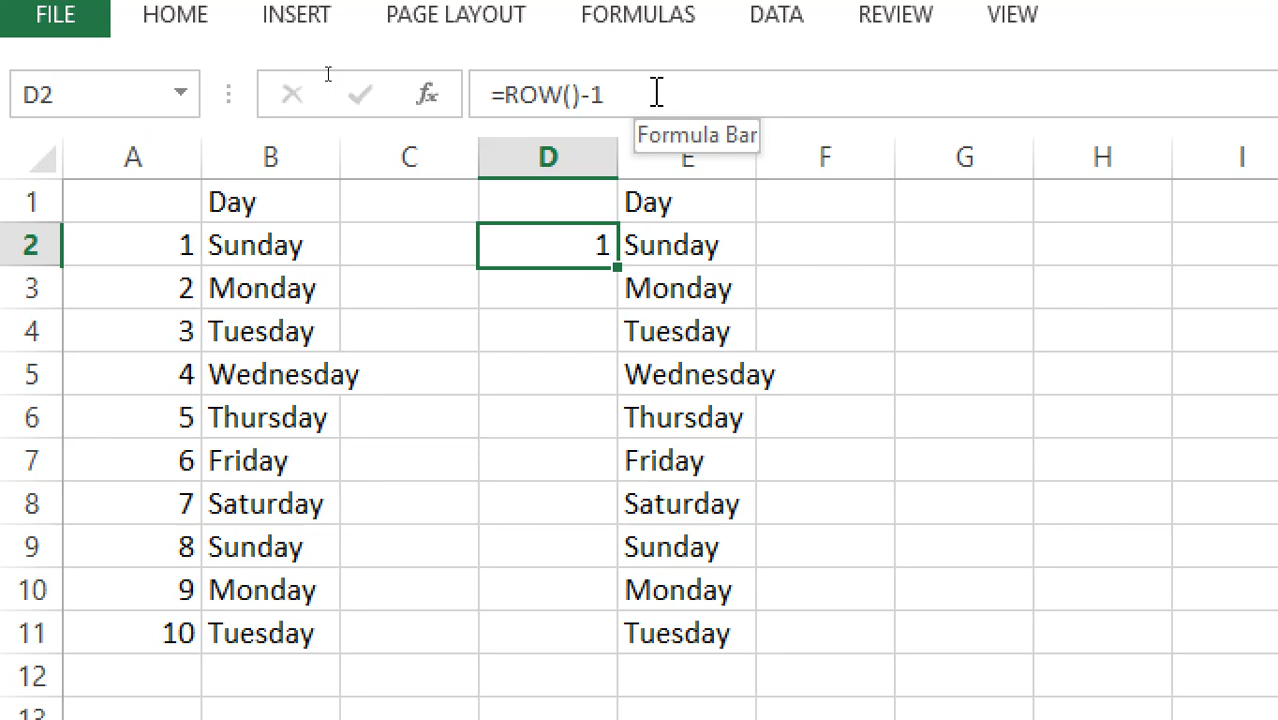 FILE HOME INSERT PAGE LAYOUT FORMULAS DATA REVIEW VIEW
D2 fx =ROW()-1
Formula Bar
A B C D E F G H I
1 Day Day
2 1 Sunday 1 Sunday
3 2 Monday Monday
4 3 Tuesday Tuesday
5 4 Wednesday Wednesday
6 5 Thursday Thursday
7 6 Friday Friday
8 7 Saturday Saturday
9 8 Sunday Sunday
10 9 Monday Monday
11 10 Tuesday Tuesday
12
13